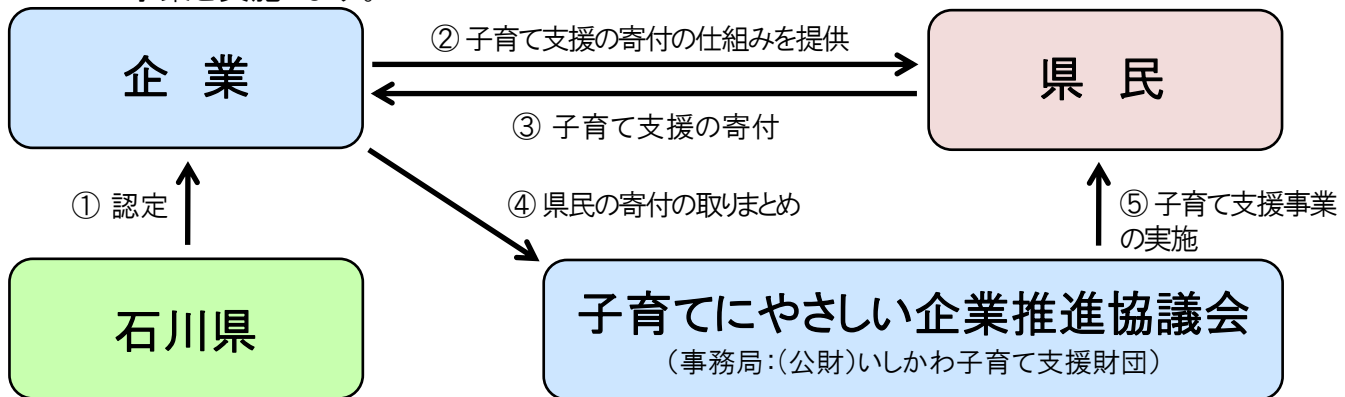 ② 子育て支援の寄付の仕組みを提供
企 業
県 民
③ 子育て支援の寄付
① 認定
④ 県民の寄付の取りまとめ
⑤ 子育て支援事業
の実施
石川県
子育てにやさしい企業推進協議会
(事務局:(公財)いしかわ子育て支援財団)